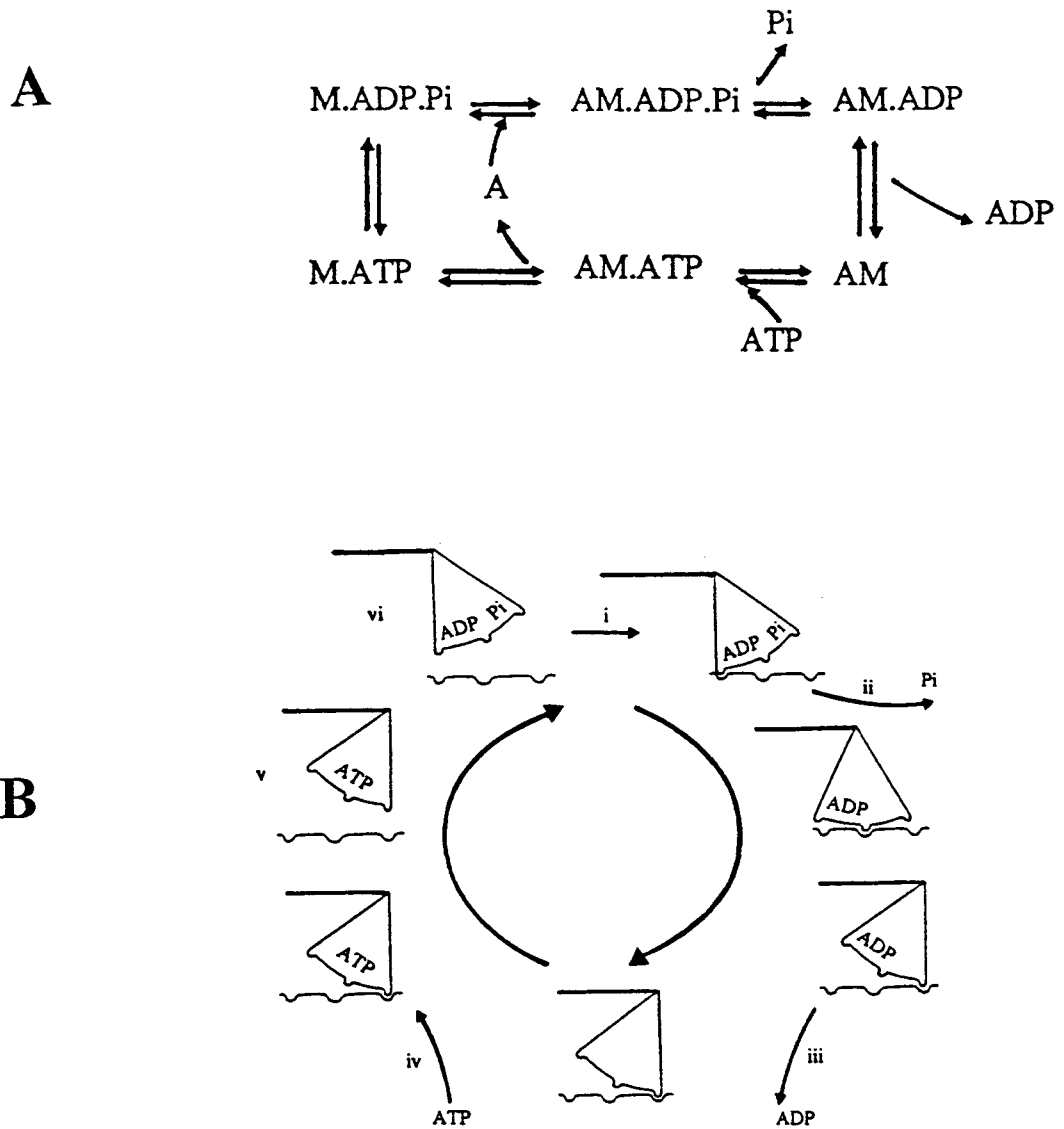 A
Pi
M.ADP.Pi AM.ADP.Pi AM.ADP
A
ADP
M.ATP AM.ATP AM
ATP
B
vi ADP Pi i ADP Pi
ii Pi
v ATP ADP
ATP ADP
iv iii
ATP ADP